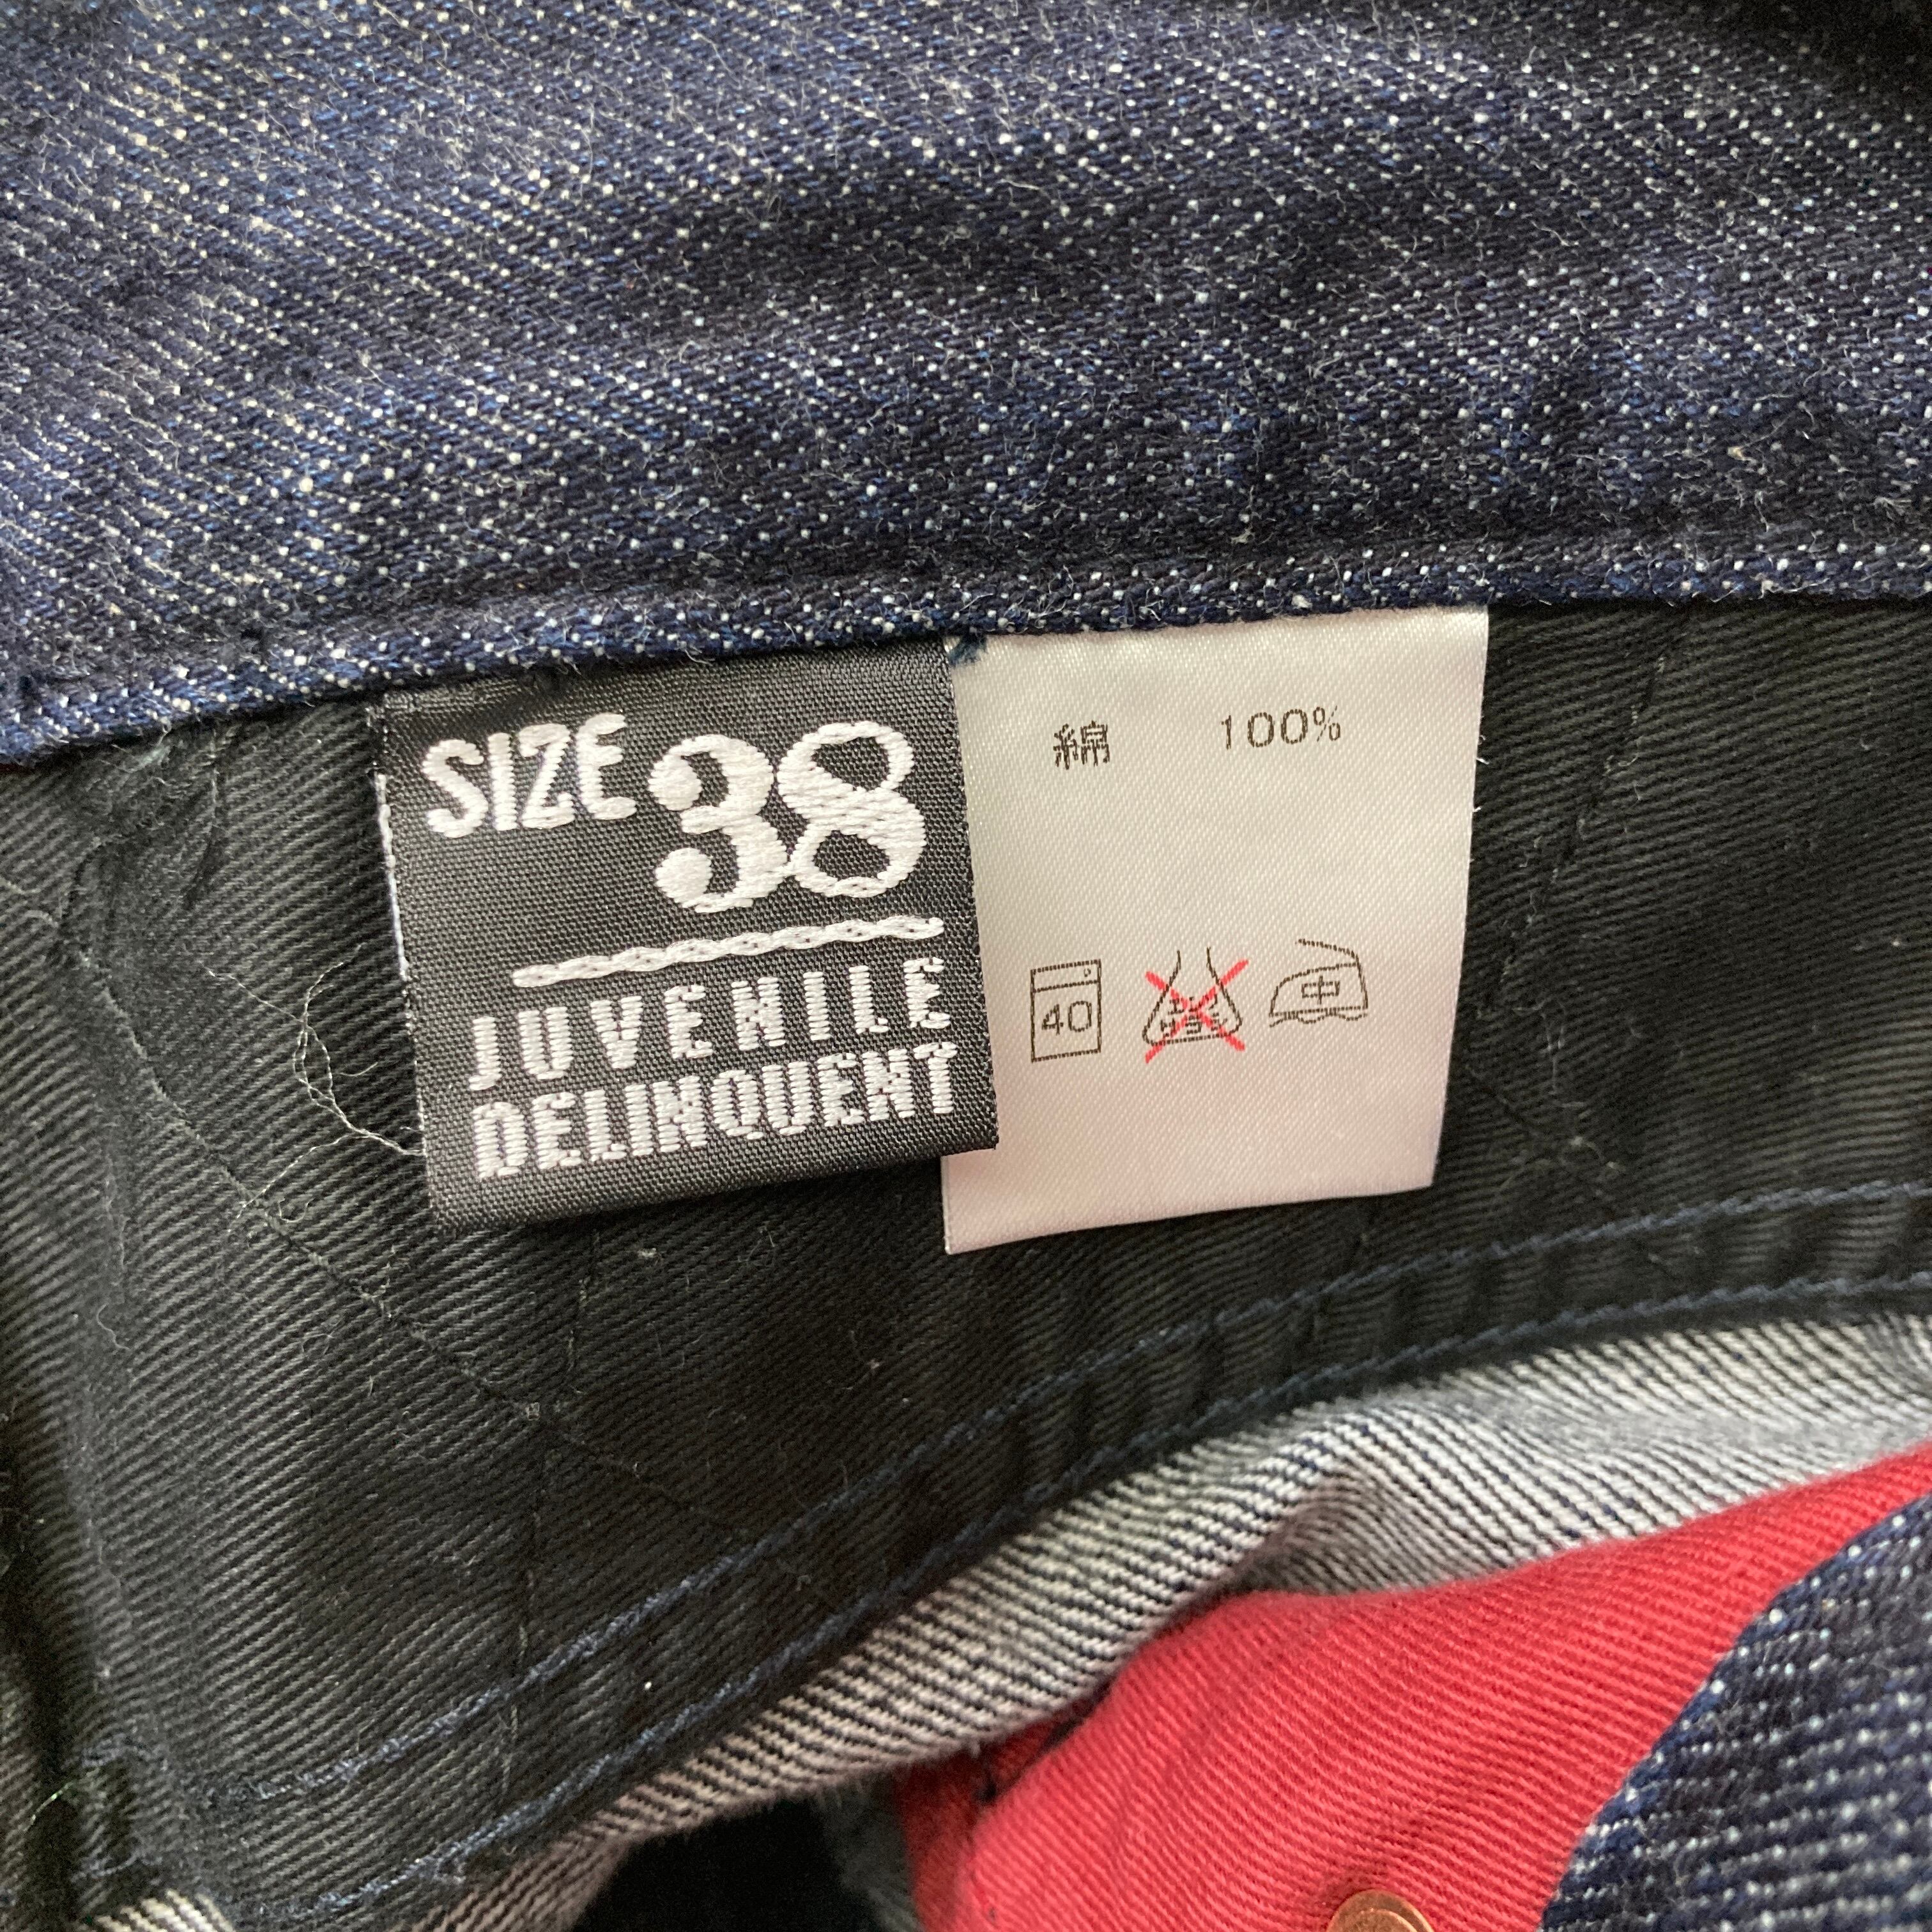 SIZE 38
JUVENILE
DELINQUENT
綿 100%
40 中